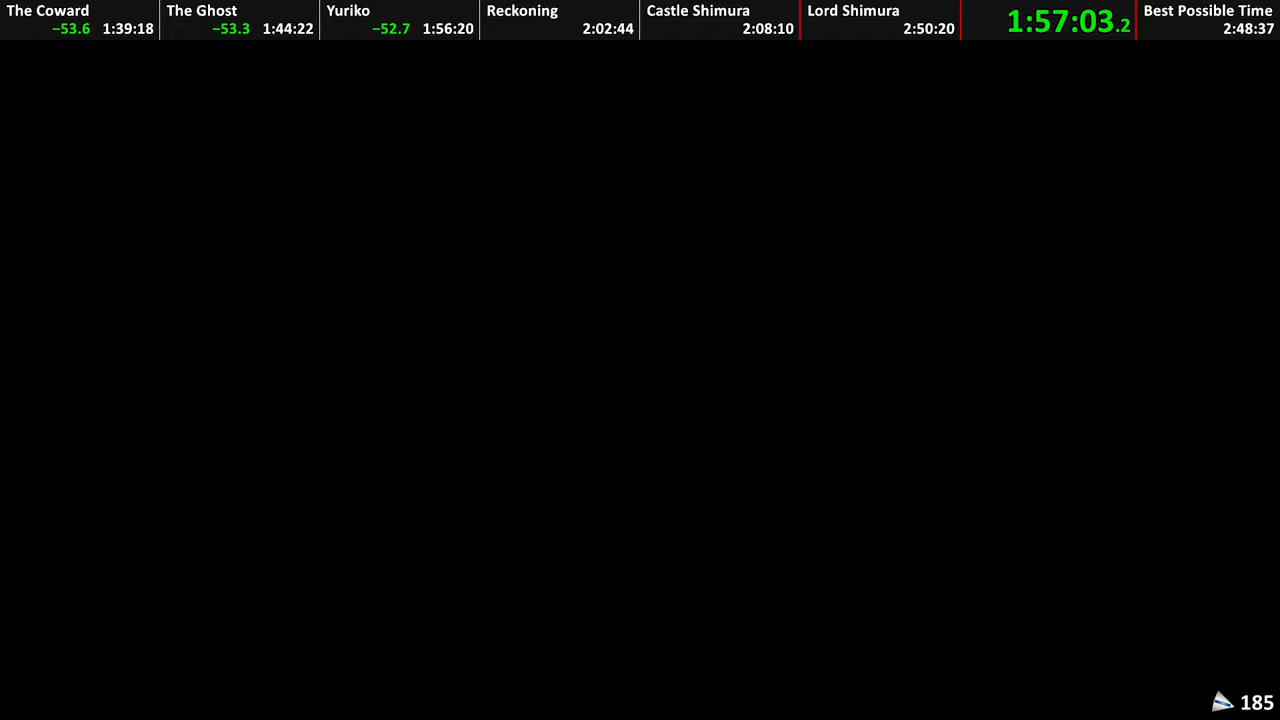 The Coward
−53.6 1:39:18
The Ghost
−53.3 1:44:22
Yuriko
−52.7 1:56:20
Reckoning
2:02:44
Castle Shimura
2:08:10
Lord Shimura
2:50:20
1:57:03.2
Best Possible Time
2:48:37
185